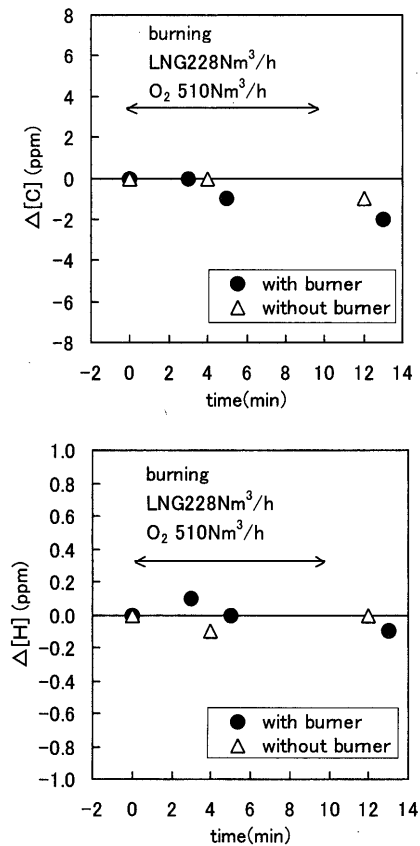 8
6
4
2
0
-2
-4
-6
-8
Δ[C] (ppm)
burning
LNG228Nm³/h
O₂ 510Nm³/h
● with burner
△ without burner
-2 0 2 4 6 8 10 12 14
time(min)
1.0
0.8
0.6
0.4
0.2
0.0
-0.2
-0.4
-0.6
-0.8
-1.0
Δ[H] (ppm)
burning
LNG228Nm³/h
O₂ 510Nm³/h
● with burner
△ without burner
-2 0 2 4 6 8 10 12 14
time(min)